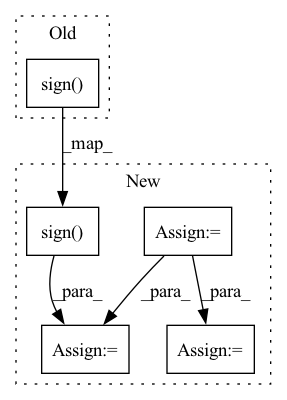 Old
sign()
_map_
New
sign() Assign:=
_para_ _para_ _para_
Assign:= Assign:=